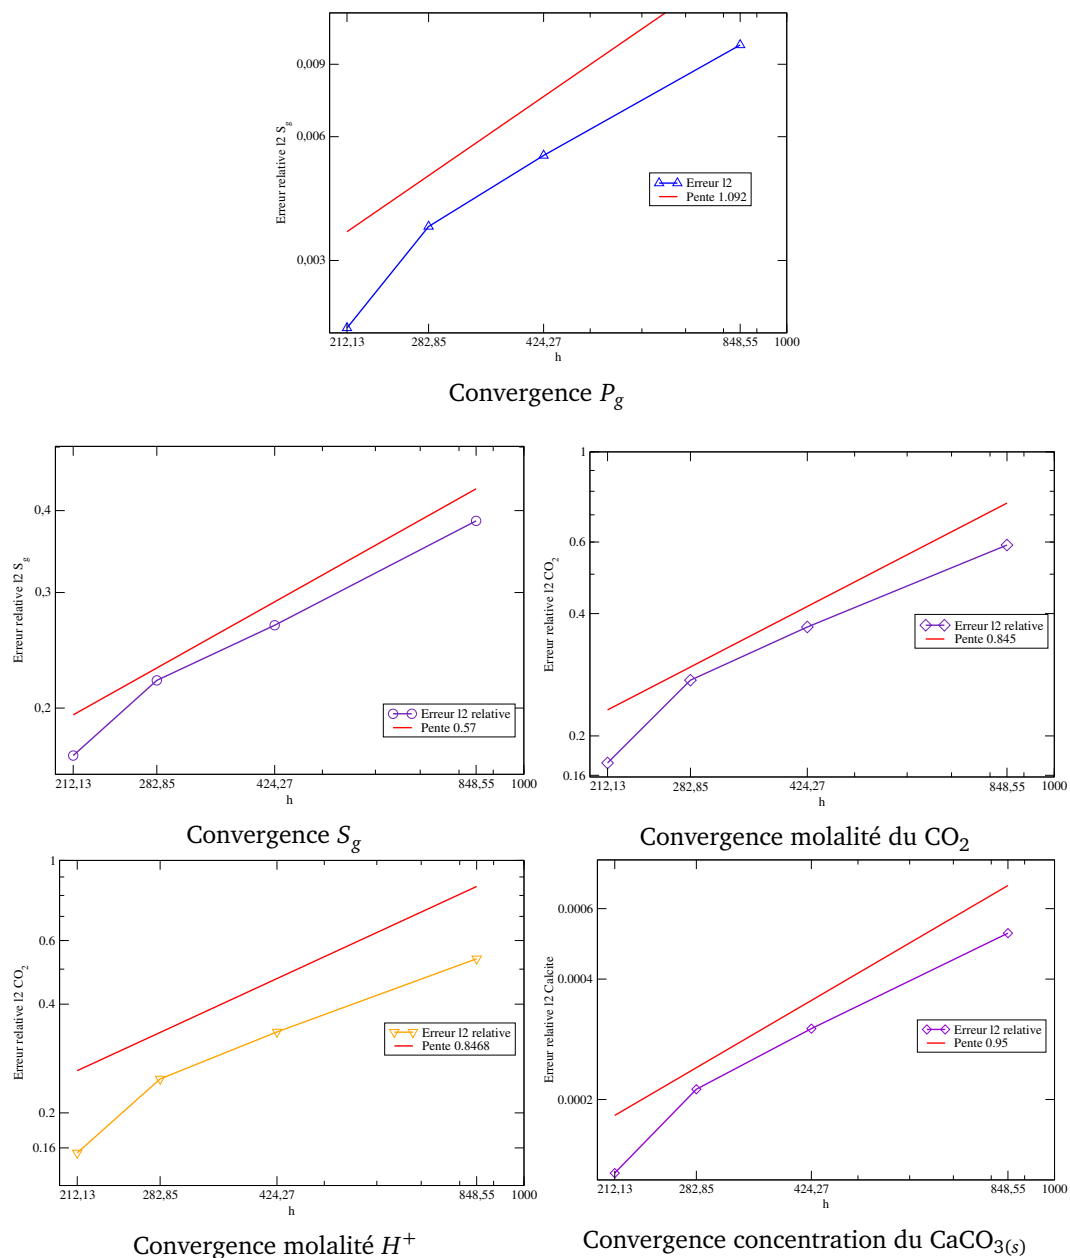 0,009
0,006
0,003
Erreur relative l2 S_g
Erreur l2
Pente 1.092
212,13 282,85 424,27 848,55 1000
h
Convergence P_g
0,4
0,3
0,2
Erreur relative l2 S_g
Erreur l2 relative
Pente 0.57
212,13 282,85 424,27 848,55 1000
h
Convergence S_g
1
0.6
0.4
0.2
0.16
Erreur relative l2 CO₂
Erreur l2 relative
Pente 0.845
212,13 282,85 424,27 848,55 1000
h
Convergence molalité du CO₂
1
0.6
0.4
0.2
0.16
Erreur relative l2 CO₂
Erreur l2 relative
Pente 0.8468
212,13 282,85 424,27 848,55 1000
h
Convergence molalité H⁺
0.0006
0.0004
0.0002
Erreur relative l2 Calcite
Erreur l2 relative
Pente 0.95
212,13 282,85 424,27 848,55 1000
h
Convergence concentration du CaCO₃₍ₛ₎